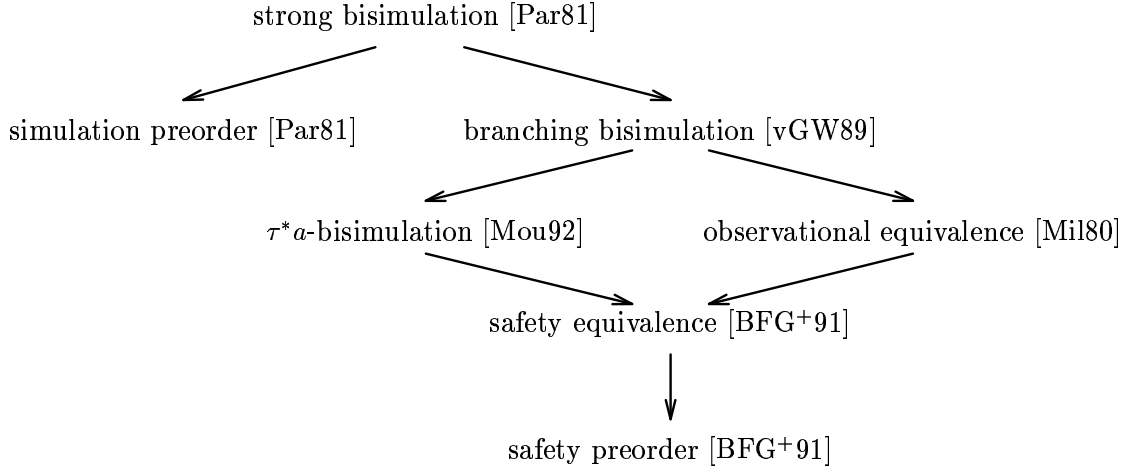 strong bisimulation [Par81]
simulation preorder [Par81] branching bisimulation [vGW89]
τ*a-bisimulation [Mou92] observational equivalence [Mil80]
safety equivalence [BFG+91]
safety preorder [BFG+91]